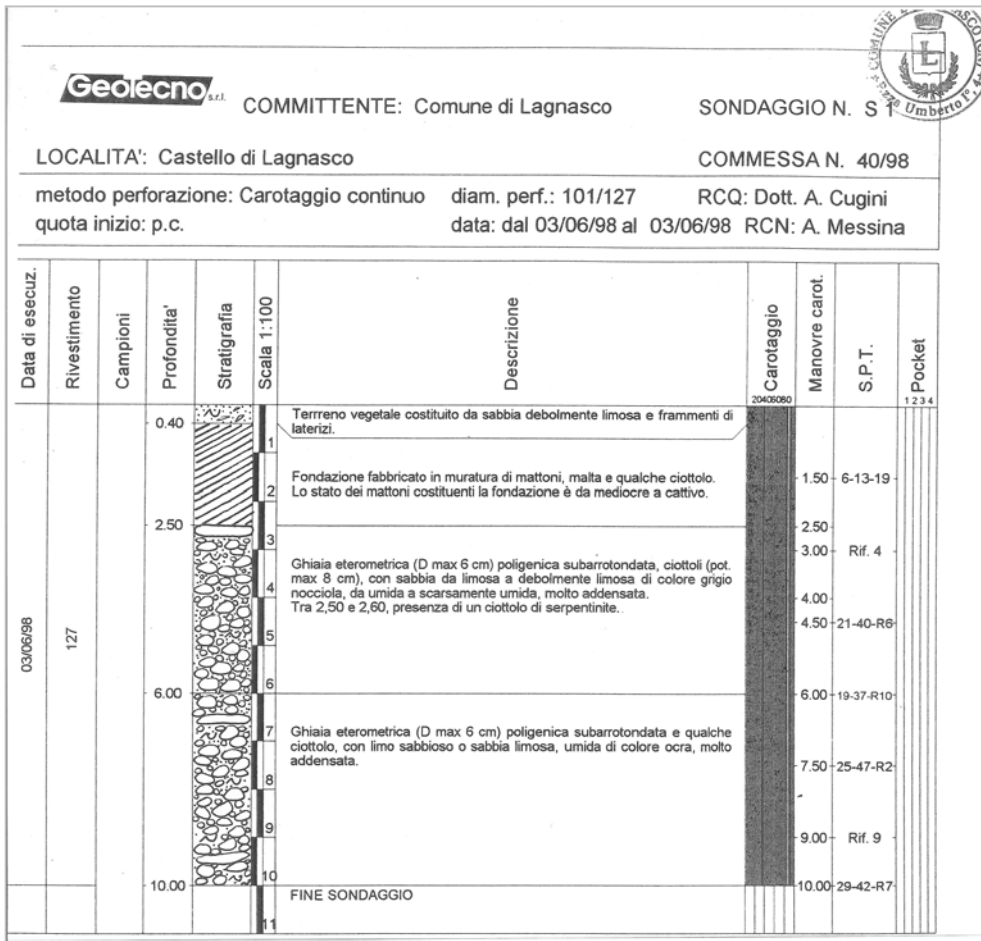 COMUNE
Umberto I°, 4
L
GeoTecno s.r.l.
COMMITTENTE: Comune di Lagnasco
SONDAGGIO N. S 1
LOCALITA': Castello di Lagnasco
COMMESSA N. 40/98
metodo perforazione: Carotaggio continuo diam. perf.: 101/127 RCQ: Dott. A. Cugini
quota inizio: p.c. data: dal 03/06/98 al 03/06/98 RCN: A. Messina
Data di esecuz.
Rivestimento
Campioni
Profondita'
Stratigrafia
Scala 1:100
Descrizione
Carotaggio
20406080
Manovre carot.
S.P.T.
Pocket
1 2 3 4
03/06/98
127
0.40
2.50
6.00
10.00
1
2
3
4
5
6
7
8
9
10
11
Terrreno vegetale costituito da sabbia debolmente limosa e frammenti di
laterizi.
Fondazione fabbricato in muratura di mattoni, malta e qualche ciottolo.
Lo stato dei mattoni costituenti la fondazione è da mediocre a cattivo.
Ghiaia eterometrica (D max 6 cm) poligenica subarrotondata, ciottoli (pot.
max 8 cm), con sabbia da limosa a debolmente limosa di colore grigio
nocciola, da umida a scarsamente umida, molto addensata.
Tra 2,50 e 2,60, presenza di un ciottolo di serpentinite.
Ghiaia eterometrica (D max 6 cm) poligenica subarrotondata e qualche
ciottolo, con limo sabbioso o sabbia limosa, umida di colore ocra, molto
addensata.
FINE SONDAGGIO
1.50 6-13-19
2.50
3.00 Rif. 4
4.00
4.50 21-40-R6
6.00 19-37-R10
7.50 25-47-R2
9.00 Rif. 9
10.00 29-42-R7